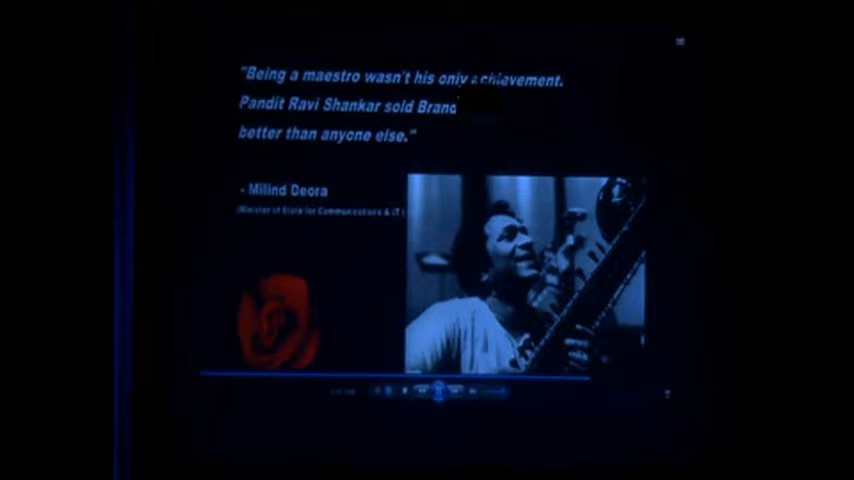 "Being a maestro wasn't his only achievement.
Pandit Ravi Shankar sold Brand
better than anyone else."
- Milind Deora
(Minister of State for Communications & IT)